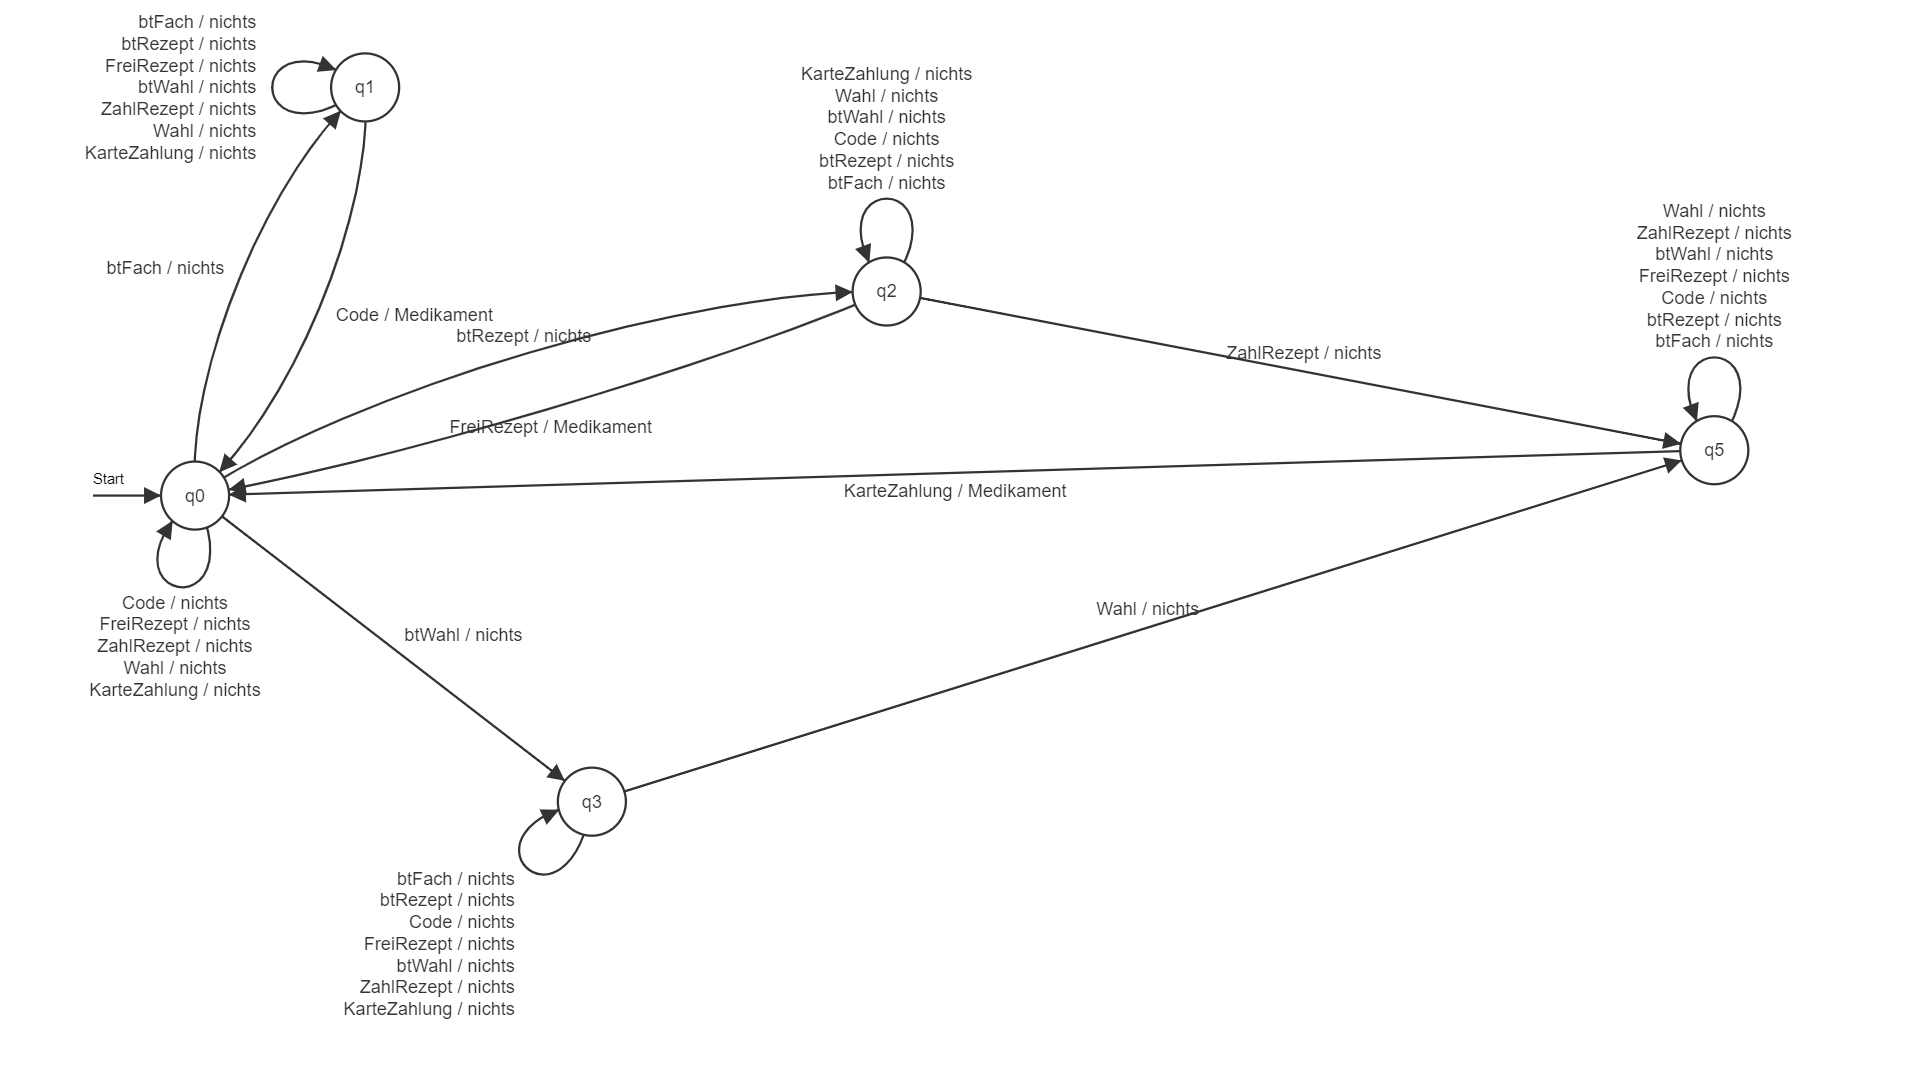 btFach / nichts
btRezept / nichts
FreiRezept / nichts
btWahl / nichts
ZahlRezept / nichts
Wahl / nichts
KarteZahlung / nichts
q1
KarteZahlung / nichts
Wahl / nichts
btWahl / nichts
Code / nichts
btRezept / nichts
btFach / nichts
Wahl / nichts
ZahlRezept / nichts
btWahl / nichts
FreiRezept / nichts
Code / nichts
btRezept / nichts
btFach / nichts
btFach / nichts
q2
Code / Medikament
btRezept / nichts
ZahlRezept / nichts
FreiRezept / Medikament
q5
Start
q0
KarteZahlung / Medikament
Code / nichts
FreiRezept / nichts
ZahlRezept / nichts
Wahl / nichts
KarteZahlung / nichts
Wahl / nichts
btWahl / nichts
q3
btFach / nichts
btRezept / nichts
Code / nichts
FreiRezept / nichts
btWahl / nichts
ZahlRezept / nichts
KarteZahlung / nichts